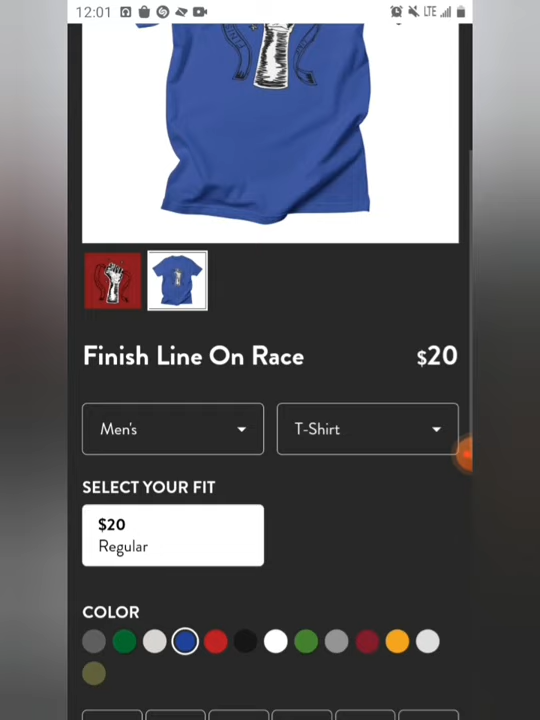 12:01
LTE
Finish Line On Race
$20
Men's
T-Shirt
SELECT YOUR FIT
$20
Regular
COLOR